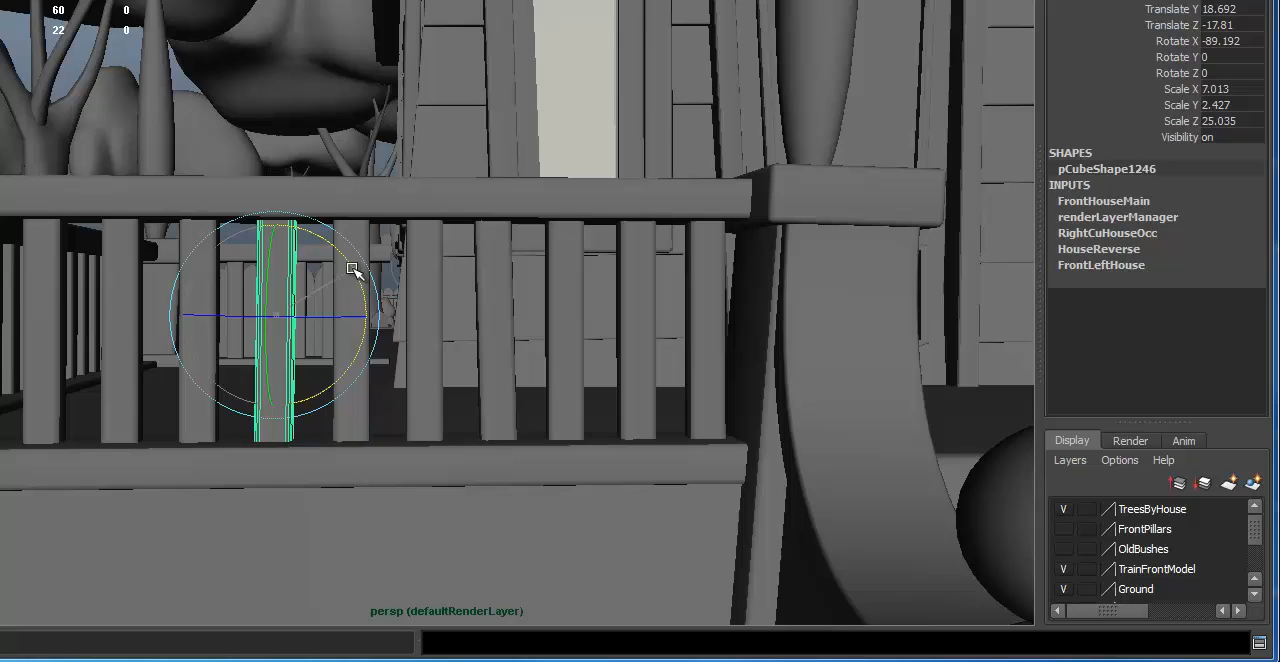 60 0
22 0
Translate Y 18.692
Translate Z -17.81
Rotate X -89.192
Rotate Y 0
Rotate Z 0
Scale X 7.013
Scale Y 2.427
Scale Z 25.035
Visibility on
SHAPES
pCubeShape1246
INPUTS
FrontHouseMain
renderLayerManager
RightCuHouseOcc
HouseReverse
FrontLeftHouse
Display Render Anim
Layers Options Help
V TreesByHouse
FrontPillars
OldBushes
V TrainFrontModel
V Ground
persp (defaultRenderLayer)